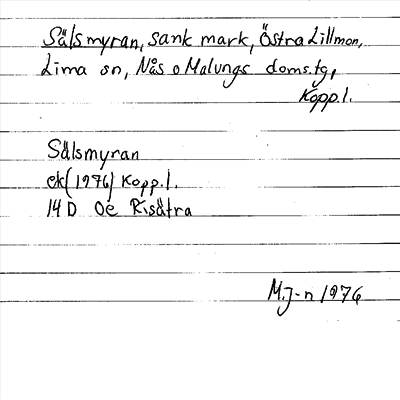 Sälsmyran, sank mark, Östra Lillmon,
Lima sn, Nås o Malungs doms.tg,
Kopp.l.
Sälsmyran
ek (1976) Kopp.l.
14 D 0e Risätra
M.J-n 1976